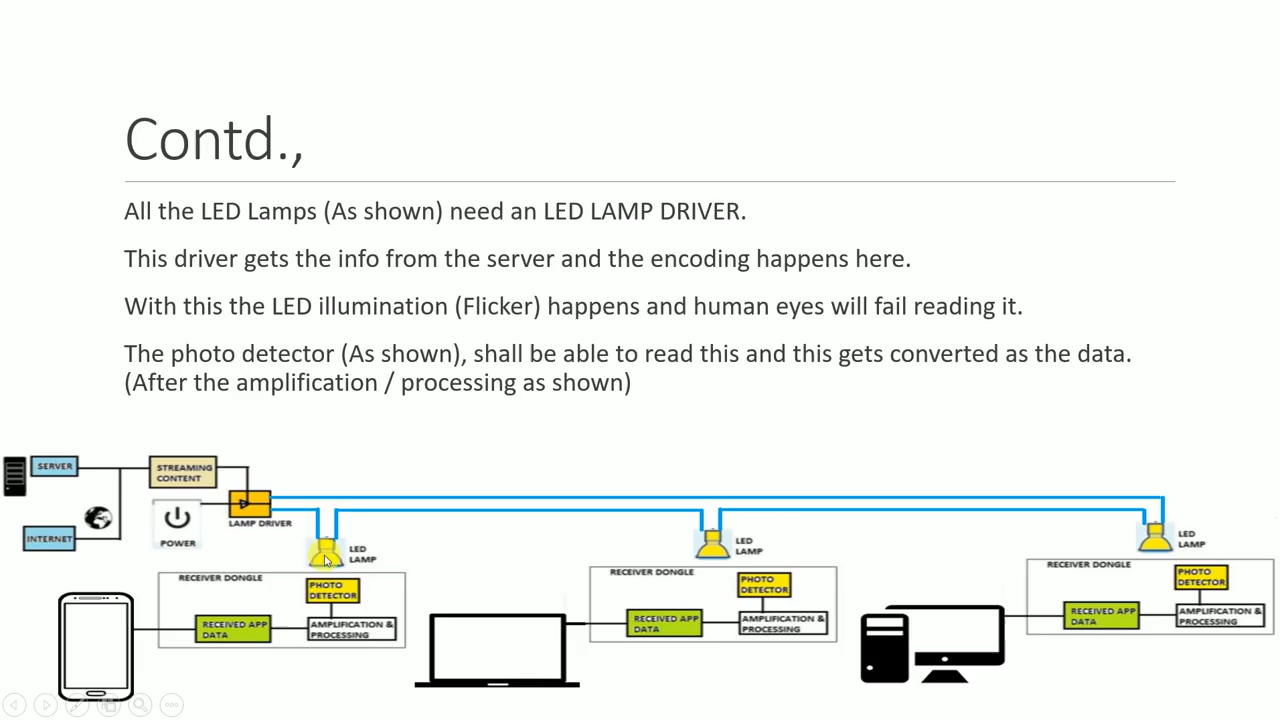 Contd.,
All the LED Lamps (As shown) need an LED LAMP DRIVER.
This driver gets the info from the server and the encoding happens here.
With this the LED illumination (Flicker) happens and human eyes will fail reading it.
The photo detector (As shown), shall be able to read this and this gets converted as the data.
(After the amplification / processing as shown)
SERVER
STREAMING
CONTENT
INTERNET
POWER
LAMP DRIVER
LED
LAMP
LED
LAMP
LED
LAMP
RECEIVER DONGLE
PHOTO
DETECTOR
RECEIVED APP
DATA
AMPLIFICATION &
PROCESSING
RECEIVER DONGLE
PHOTO
DETECTOR
RECEIVED APP
DATA
AMPLIFICATION &
PROCESSING
RECEIVER DONGLE
PHOTO
DETECTOR
RECEIVED APP
DATA
AMPLIFICATION &
PROCESSING